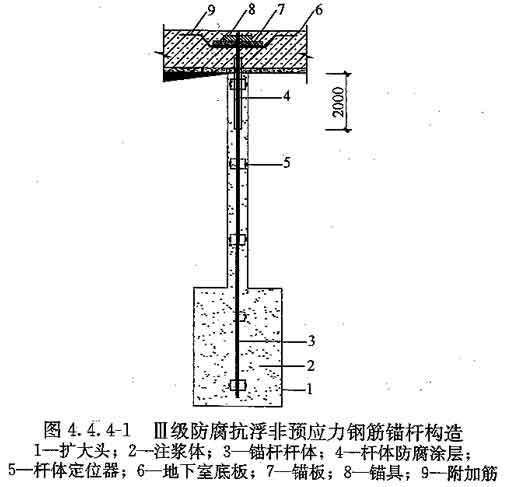 9 8 7 6
4
2000
5
3
2
1
图 4.4.4-1 Ⅲ级防腐抗浮非预应力钢筋锚杆构造
1—扩大头；2—注浆体；3—锚杆杆体；4—杆体防腐涂层；
5—杆体定位器；6—地下室底板；7—锚板；8—锚具；9—附加筋